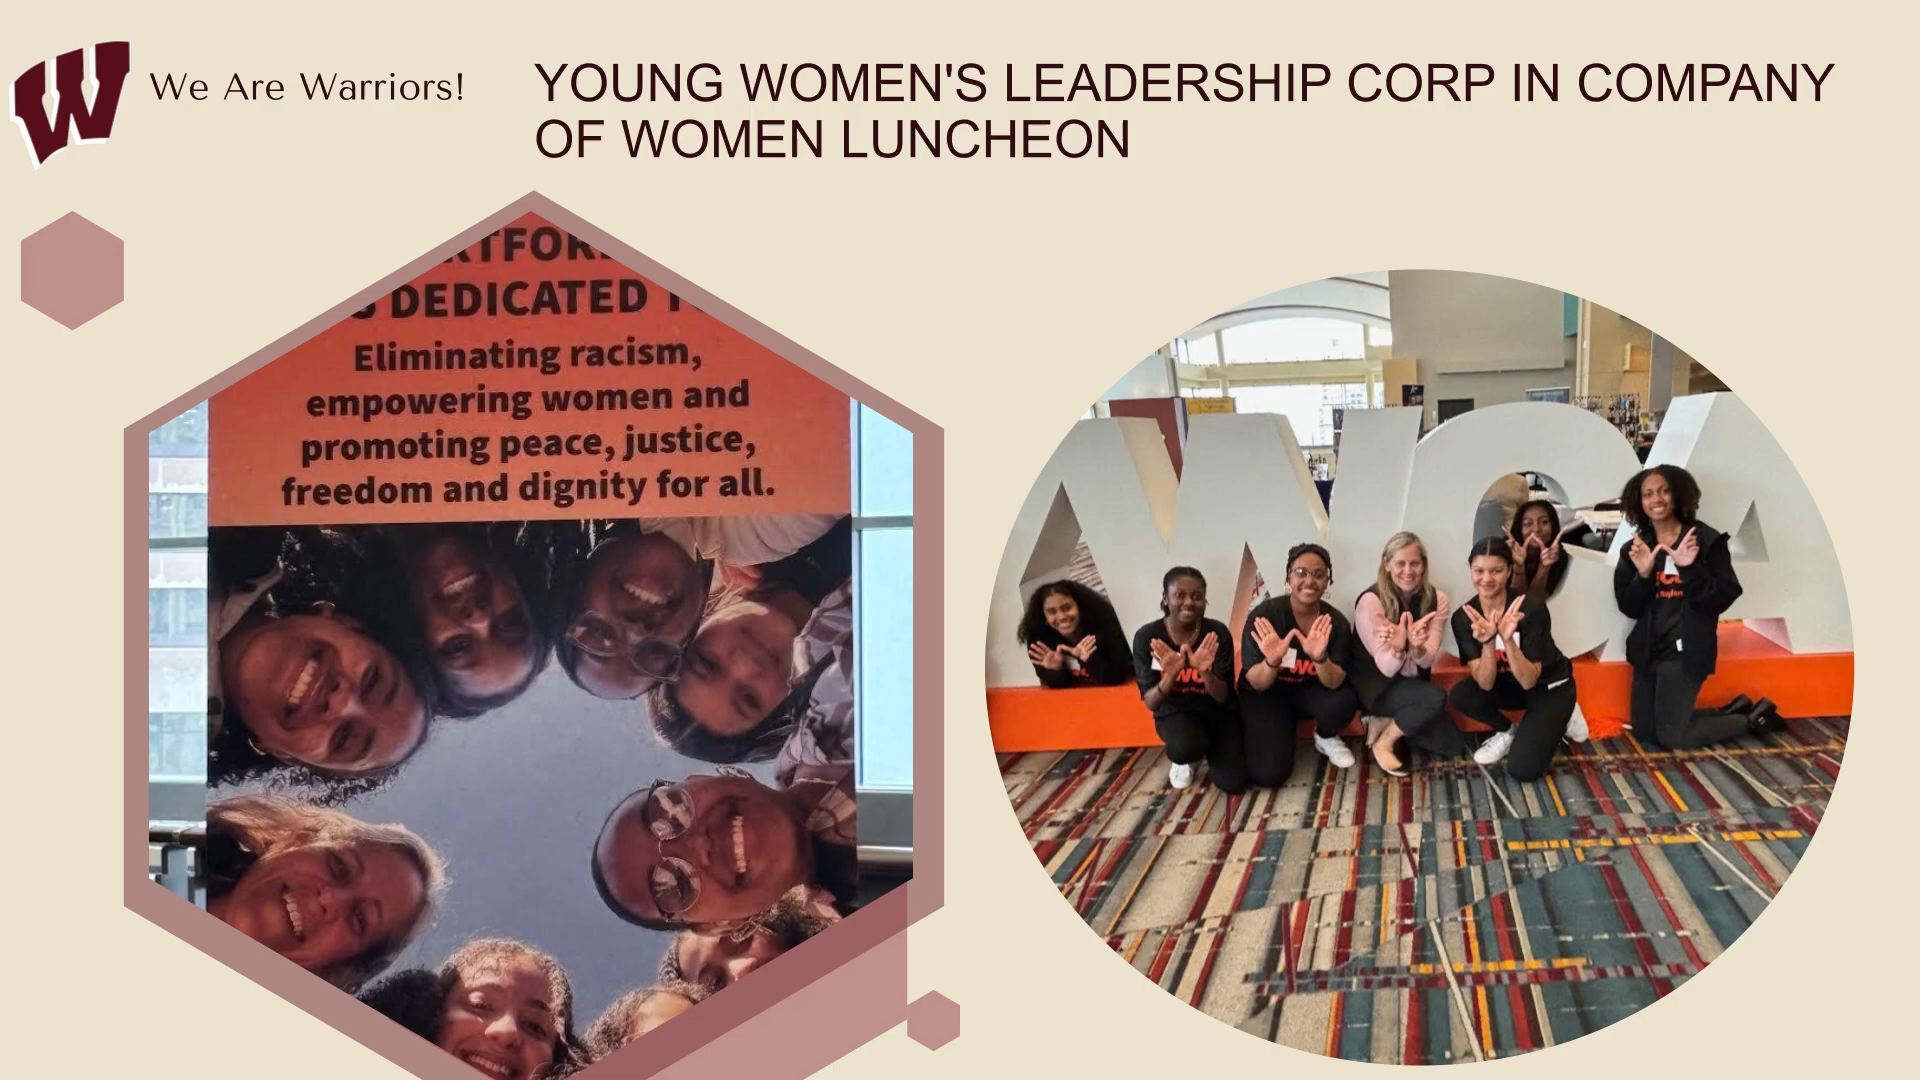 W
We Are Warriors!
YOUNG WOMEN'S LEADERSHIP CORP IN COMPANY
OF WOMEN LUNCHEON
DEDICATED
Eliminating racism,
empowering women and
promoting peace, justice,
freedom and dignity for all.
WCA